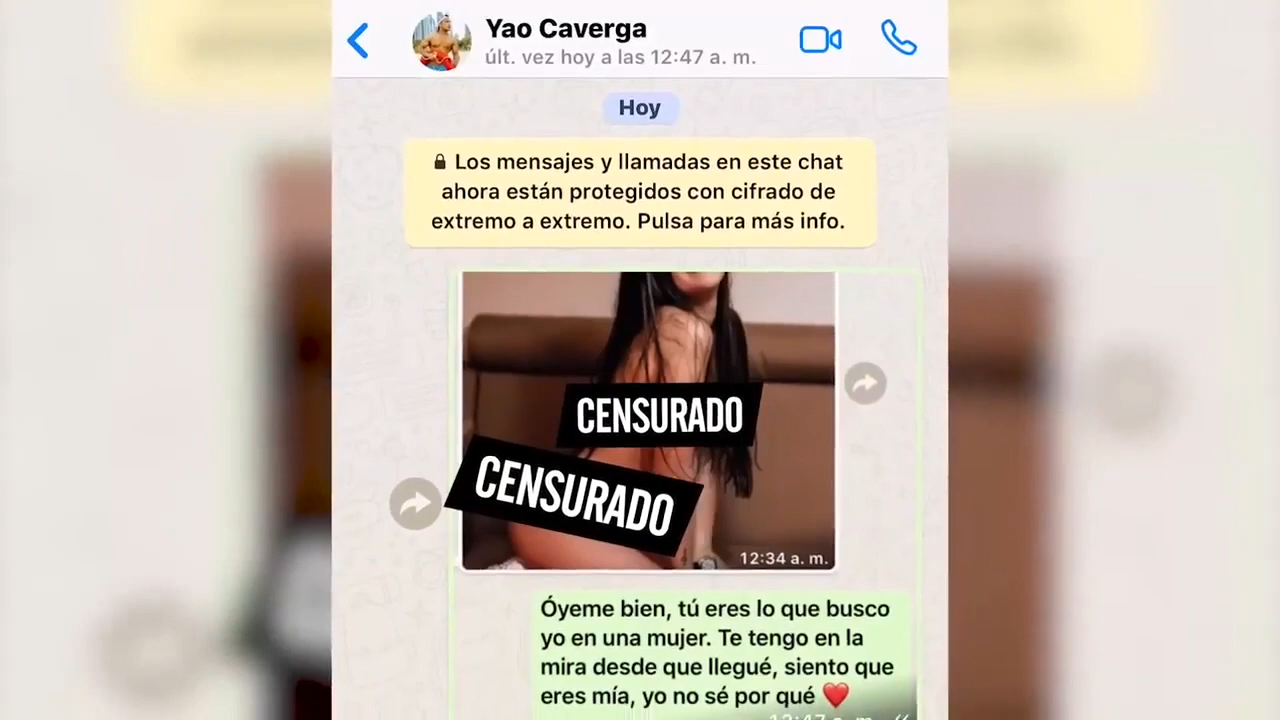 Yao Caverga
últ. vez hoy a las 12:47 a. m.
Hoy
Los mensajes y llamadas en este chat
ahora están protegidos con cifrado de
extremo a extremo. Pulsa para más info.
CENSURADO
CENSURADO
12:34 a. m.
Óyeme bien, tú eres lo que busco
yo en una mujer. Te tengo en la
mira desde que llegué, siento que
eres mía, yo no sé por qué ❤️
12:47 a. m.